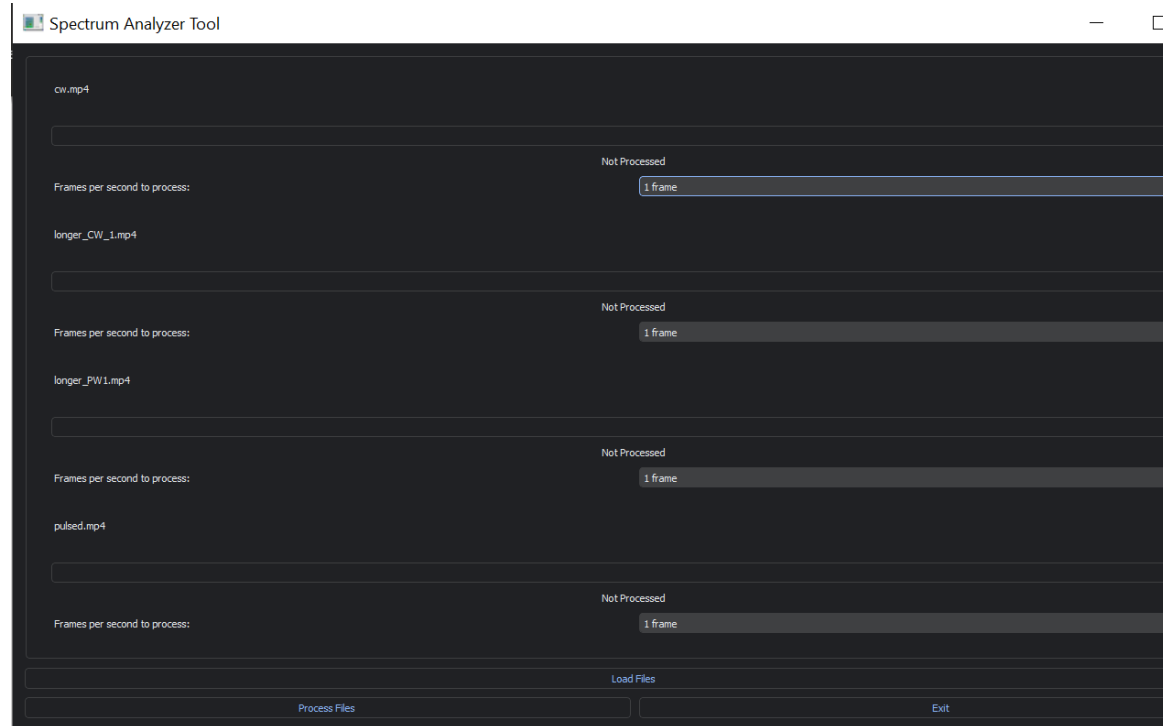 Spectrum Analyzer Tool
cw.mp4
Not Processed
Frames per second to process: 1 frame
longer_CW_1.mp4
Not Processed
Frames per second to process: 1 frame
longer_PW1.mp4
Not Processed
Frames per second to process: 1 frame
pulsed.mp4
Not Processed
Frames per second to process: 1 frame
Load Files
Process Files Exit